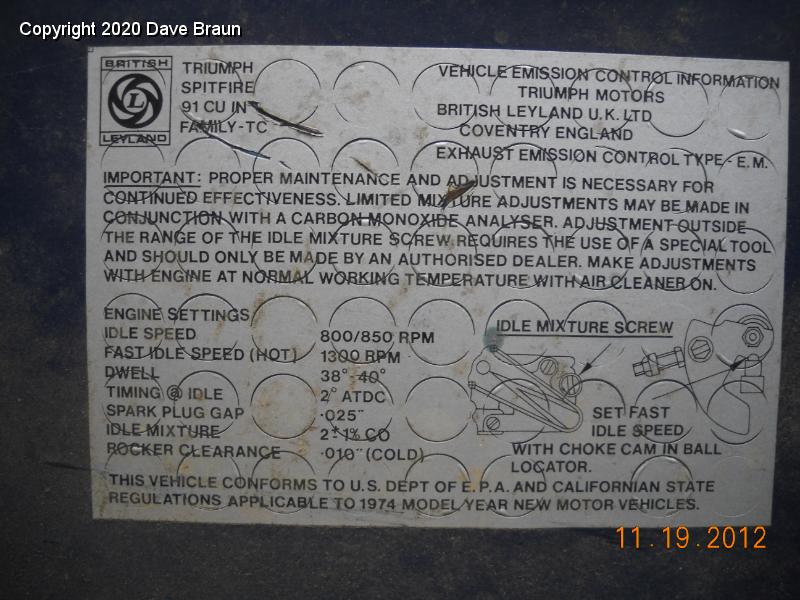 Copyright 2020 Dave Braun
BRITISH
LEYLAND
TRIUMPH
SPITFIRE
91 CU IN
FAMILY-TC
VEHICLE EMISSION CONTROL INFORMATION
TRIUMPH MOTORS
BRITISH LEYLAND U.K. LTD
COVENTRY ENGLAND
EXHAUST EMISSION CONTROL TYPE - E.M.
IMPORTANT: PROPER MAINTENANCE AND ADJUSTMENT IS NECESSARY FOR
CONTINUED EFFECTIVENESS. LIMITED MIXTURE ADJUSTMENTS MAY BE MADE IN
CONJUNCTION WITH A CARBON MONOXIDE ANALYSER. ADJUSTMENT OUTSIDE
THE RANGE OF THE IDLE MIXTURE SCREW REQUIRES THE USE OF A SPECIAL TOOL
AND SHOULD ONLY BE MADE BY AN AUTHORISED DEALER. MAKE ADJUSTMENTS
WITH ENGINE AT NORMAL WORKING TEMPERATURE WITH AIR CLEANER ON.
ENGINE SETTINGS
IDLE SPEED 800/850 RPM
FAST IDLE SPEED (HOT) 1300 RPM
DWELL 38°-40°
TIMING @ IDLE 2° ATDC
SPARK PLUG GAP ·025"
IDLE MIXTURE 2±1% CO
ROCKER CLEARANCE ·010" (COLD)
IDLE MIXTURE SCREW
SET FAST
IDLE SPEED
WITH CHOKE CAM IN BALL
LOCATOR.
THIS VEHICLE CONFORMS TO U.S. DEPT OF E.P.A. AND CALIFORNIAN STATE
REGULATIONS APPLICABLE TO 1974 MODEL YEAR NEW MOTOR VEHICLES.
11.19.2012